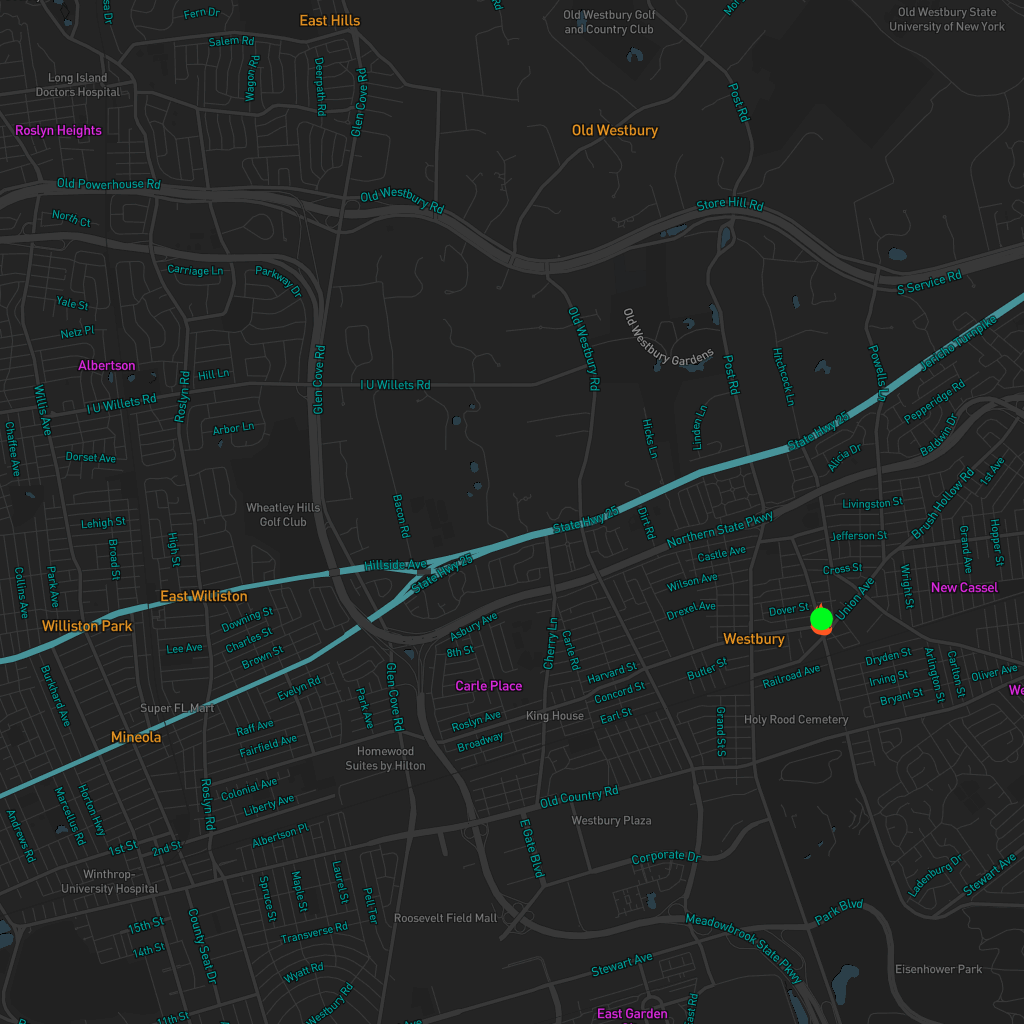 Fern Dr
East Hills
Old Westbury Golf
and Country Club
Old Westbury State
University of New York
Salem Rd
Wagon Rd
Deerpath Rd
Glen Cove Rd
Long Island
Doctors Hospital
Post Rd
Roslyn Heights
Old Westbury
Old Powerhouse Rd
Old Westbury Rd
Store Hill Rd
North Ct
Carriage Ln
Parkway Dr
S Service Rd
Yale St
Netz Pl
Old Westbury Rd
Old Westbury Gardens
Jericho Turnpike
Albertson
Glen Cove Rd
Hill Ln
I U Willets Rd
Post Rd
Hitchcock Ln
Powells Ln
Roslyn Rd
I U Willets Rd
Willis Ave
Pepperidge Rd
Arbor Ln
Chaffee Ave
Hicks Ln
Linden Ln
State Hwy 25
Baldwin Dr
Dorset Ave
Alicia Dr
1st Ave
Wheatley Hills
Golf Club
Bacon Rd
Livingston St
Brush Hollow Rd
Lehigh St
State Hwy 25
Dirt Rd
Northern State Pkwy
Jefferson St
Grand Ave
Hopper St
Broad St
High St
Castle Ave
Hillside Ave
State Hwy 25
Cross St
Wilson Ave
Wright St
New Cassel
Collins Ave
Park Ave
East Williston
Drexel Ave
Dover St
Union Ave
Williston Park
Downing St
Charles St
Asbury Ave
Westbury
Lee Ave
Brown St
8th St
Cherry Ln
Carle Rd
Dryden St
Butler St
Harvard St
Railroad Ave
Irving St
Arlington St
Carlton St
Oliver Ave
Burkhard Ave
Evelyn Rd
Park Ave
Glen Cove Rd
Carle Place
Concord St
Bryant St
Super FL Mart
Roslyn Ave
King House
Earl St
Grand St S
Holy Rood Cemetery
Raff Ave
Mineola
Fairfield Ave
Broadway
Homewood
Suites by Hilton
Colonial Ave
Roslyn Rd
Liberty Ave
Old Country Rd
Horton Hwy
Marcellus Rd
Andrews Rd
Albertson Pl
E Gate Blvd
Westbury Plaza
1st St
2nd St
Corporate Dr
Winthrop-
University Hospital
Spruce St
Maple St
Laurel St
Pell Ter
Ladenburg Dr
Stewart Ave
Roosevelt Field Mall
Park Blvd
15th St
14th St
County Seat Dr
Transverse Rd
Meadowbrook State Pkwy
Stewart Ave
Wyatt Rd
Eisenhower Park
Westbury Rd
East Garden
11th St